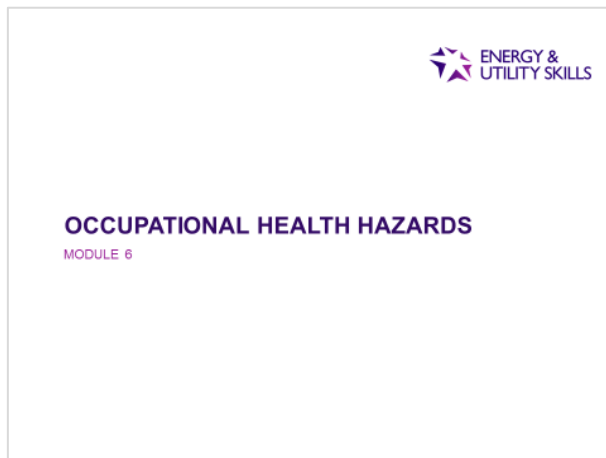 ENERGY &
UTILITY SKILLS
OCCUPATIONAL HEALTH HAZARDS
MODULE 6